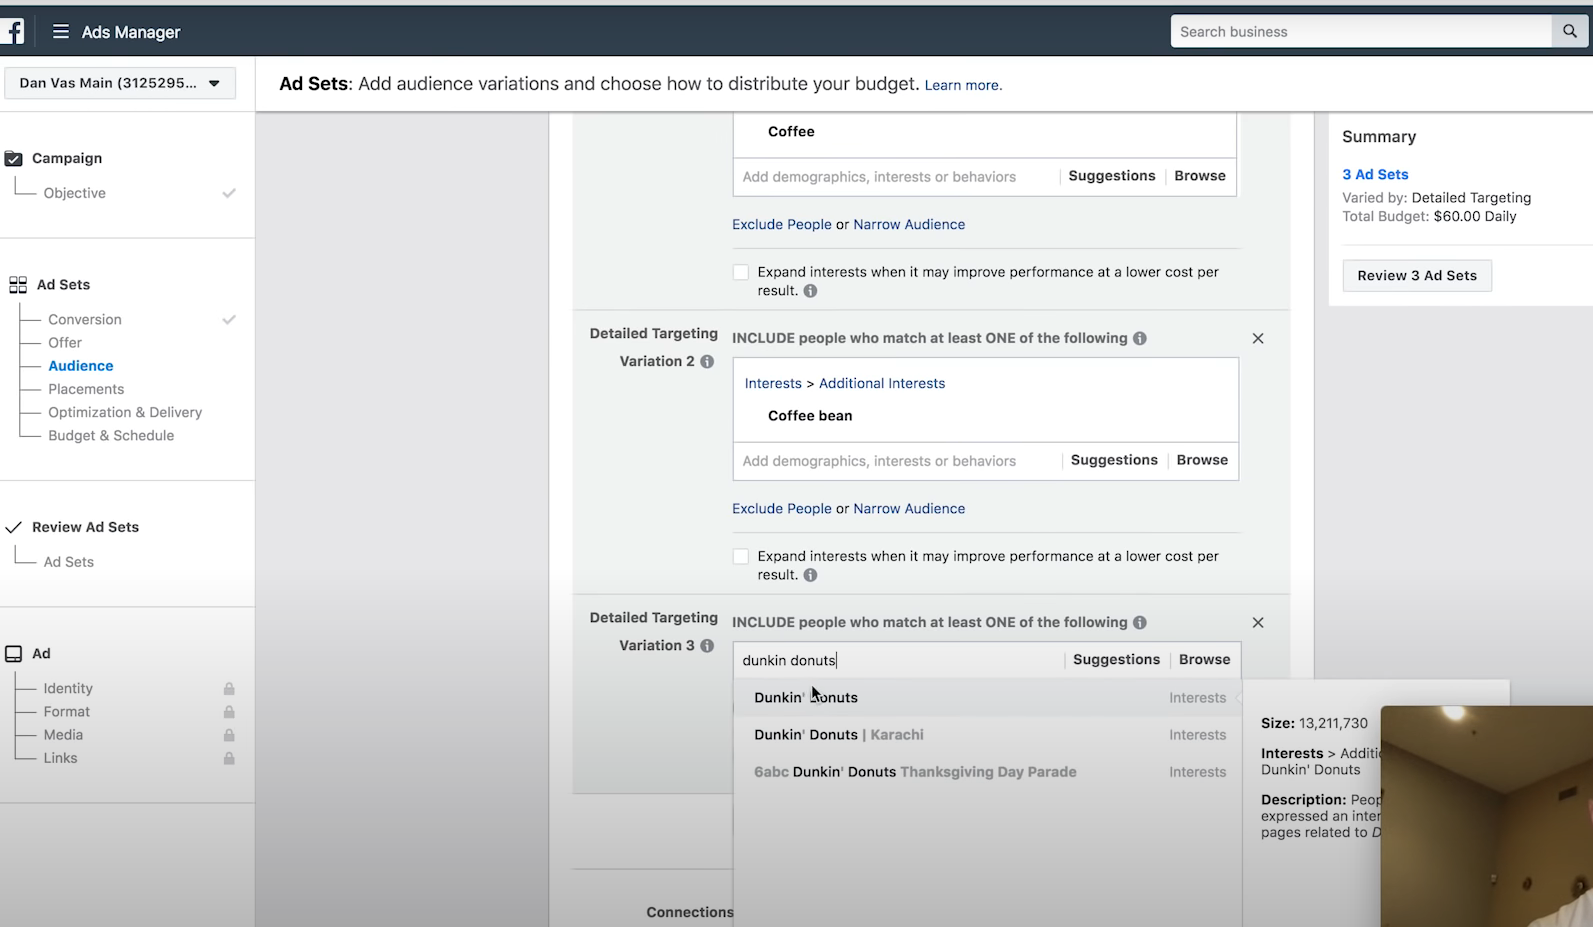 Ads Manager
Search business
Dan Vas Main (3125295...
Ad Sets: Add audience variations and choose how to distribute your budget. Learn more.
Campaign
Objective
Ad Sets
Conversion
Offer
Audience
Placements
Optimization & Delivery
Budget & Schedule
Review Ad Sets
Ad Sets
Ad
Identity
Format
Media
Links
Coffee
Add demographics, interests or behaviors
Suggestions
Browse
Exclude People or Narrow Audience
Expand interests when it may improve performance at a lower cost per
result.
Detailed Targeting
Variation 2
INCLUDE people who match at least ONE of the following
Interests > Additional Interests
Coffee bean
Add demographics, interests or behaviors
Suggestions
Browse
Exclude People or Narrow Audience
Expand interests when it may improve performance at a lower cost per
result.
Detailed Targeting
Variation 3
INCLUDE people who match at least ONE of the following
dunkin donuts
Suggestions
Browse
Dunkin' Donuts
Interests
Dunkin' Donuts | Karachi
Interests
6abc Dunkin' Donuts Thanksgiving Day Parade
Interests
Connections
Size: 13,211,730
Interests > Additio
Dunkin' Donuts
Description: Peop
expressed an inter
pages related to D
Summary
3 Ad Sets
Varied by: Detailed Targeting
Total Budget: $60.00 Daily
Review 3 Ad Sets